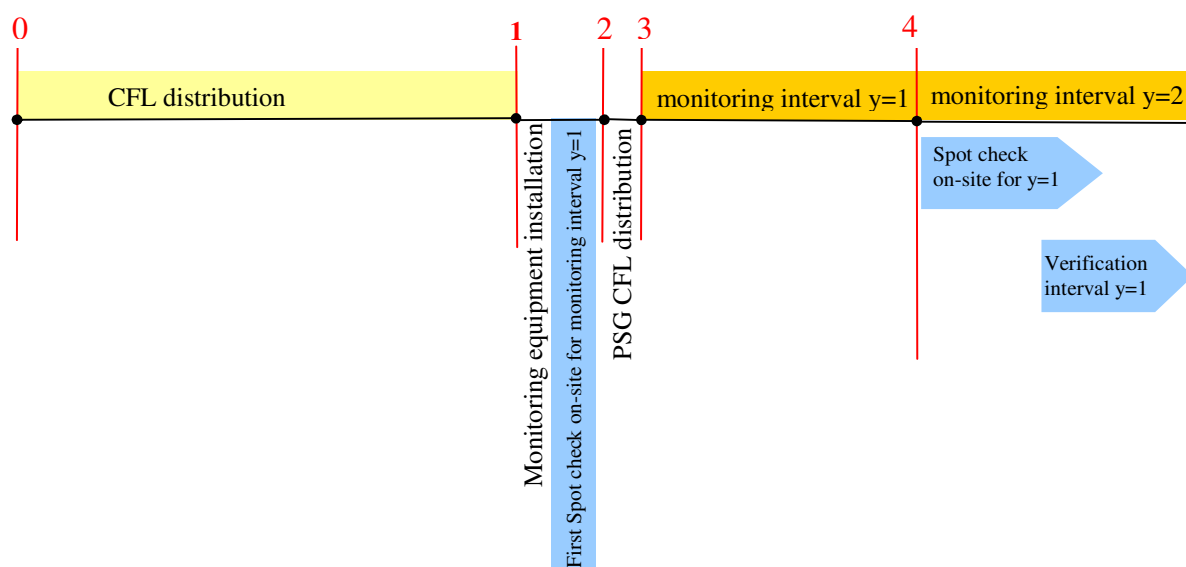 0
1
2
3
4
CFL distribution
monitoring interval y=1
monitoring interval y=2
Monitoring equipment installation
First Spot check on-site for monitoring interval y=1
PSG CFL distribution
Spot check
on-site for y=1
Verification
interval y=1